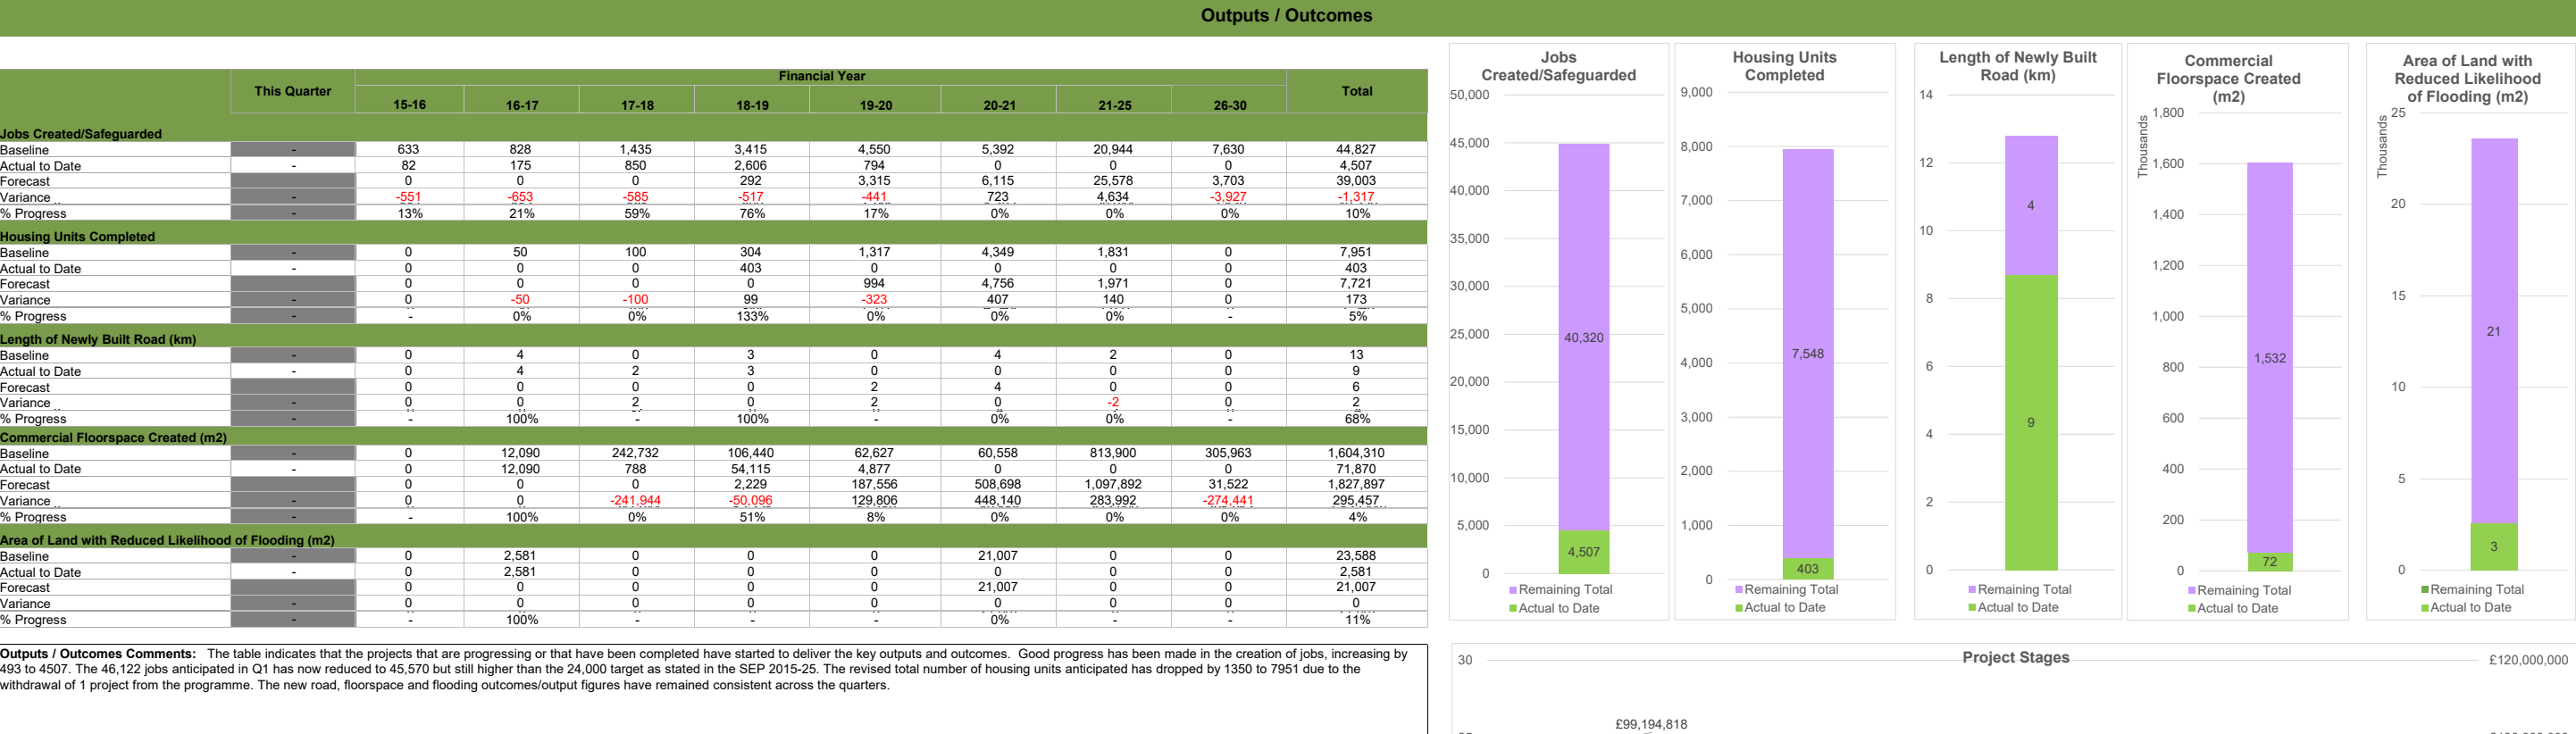 Outputs / Outcomes
This Quarter Financial Year Total
15-16 16-17 17-18 18-19 19-20 20-21 21-25 26-30
Jobs Created/Safeguarded
Baseline - 633 828 1,435 3,415 4,550 5,392 20,944 7,630 44,827
Actual to Date - 82 175 850 2,606 794 0 0 0 4,507
Forecast 0 0 0 292 3,315 6,115 25,578 3,703 39,003
Variance - -551 -653 -585 -517 -441 723 4,634 -3,927 -1,317
% Progress - 13% 21% 59% 76% 17% 0% 0% 0% 10%
Housing Units Completed
Baseline - 0 50 100 304 1,317 4,349 1,831 0 7,951
Actual to Date - 0 0 0 403 0 0 0 0 403
Forecast 0 0 0 0 994 4,756 1,971 0 7,721
Variance - 0 -50 -100 99 -323 407 140 0 173
% Progress - - 0% 0% 133% 0% 0% 0% - 5%
Length of Newly Built Road (km)
Baseline - 0 4 0 3 0 4 2 0 13
Actual to Date - 0 4 2 3 0 0 0 0 9
Forecast 0 0 0 0 2 4 0 0 6
Variance - 0 0 2 0 2 0 -2 0 2
% Progress - - 100% - 100% - 0% 0% - 68%
Commercial Floorspace Created (m2)
Baseline - 0 12,090 242,732 106,440 62,627 60,558 813,900 305,963 1,604,310
Actual to Date - 0 12,090 788 54,115 4,877 0 0 0 71,870
Forecast 0 0 0 2,229 187,556 508,698 1,097,892 31,522 1,827,897
Variance - 0 0 -241,944 -50,096 129,806 448,140 283,992 -274,441 295,457
% Progress - - 100% 0% 51% 8% 0% 0% 0% 4%
Area of Land with Reduced Likelihood of Flooding (m2)
Baseline - 0 2,581 0 0 0 21,007 0 0 23,588
Actual to Date - 0 2,581 0 0 0 0 0 0 2,581
Forecast 0 0 0 0 0 21,007 0 0 21,007
Variance - 0 0 0 0 0 0 0 0 0
% Progress - - 100% - - - 0% - - 11%
Outputs / Outcomes Comments: The table indicates that the projects that are progressing or that have been completed have started to deliver the key outputs and outcomes. Good progress has been made in the creation of jobs, increasing by
493 to 4507. The 46,122 jobs anticipated in Q1 has now reduced to 45,570 but still higher than the 24,000 target as stated in the SEP 2015-25. The revised total number of housing units anticipated has dropped by 1350 to 7951 due to the
withdrawal of 1 project from the programme. The new road, floorspace and flooding outcomes/output figures have remained consistent across the quarters.
Jobs
Created/Safeguarded
50,000
45,000
40,000
35,000
30,000
25,000
20,000
15,000
10,000
5,000
0
40,320
4,507
Remaining Total
Actual to Date
Housing Units
Completed
9,000
8,000
7,000
6,000
5,000
4,000
3,000
2,000
1,000
0
7,548
403
Remaining Total
Actual to Date
Length of Newly Built
Road (km)
14
12
10
8
6
4
2
0
4
9
Remaining Total
Actual to Date
Commercial
Floorspace Created
(m2)
Thousands
1,800
1,600
1,400
1,200
1,000
800
600
400
200
0
1,532
72
Remaining Total
Actual to Date
Area of Land with
Reduced Likelihood
of Flooding (m2)
Thousands
25
20
15
10
5
0
21
3
Remaining Total
Actual to Date
Project Stages
30
£120,000,000
£99,194,818